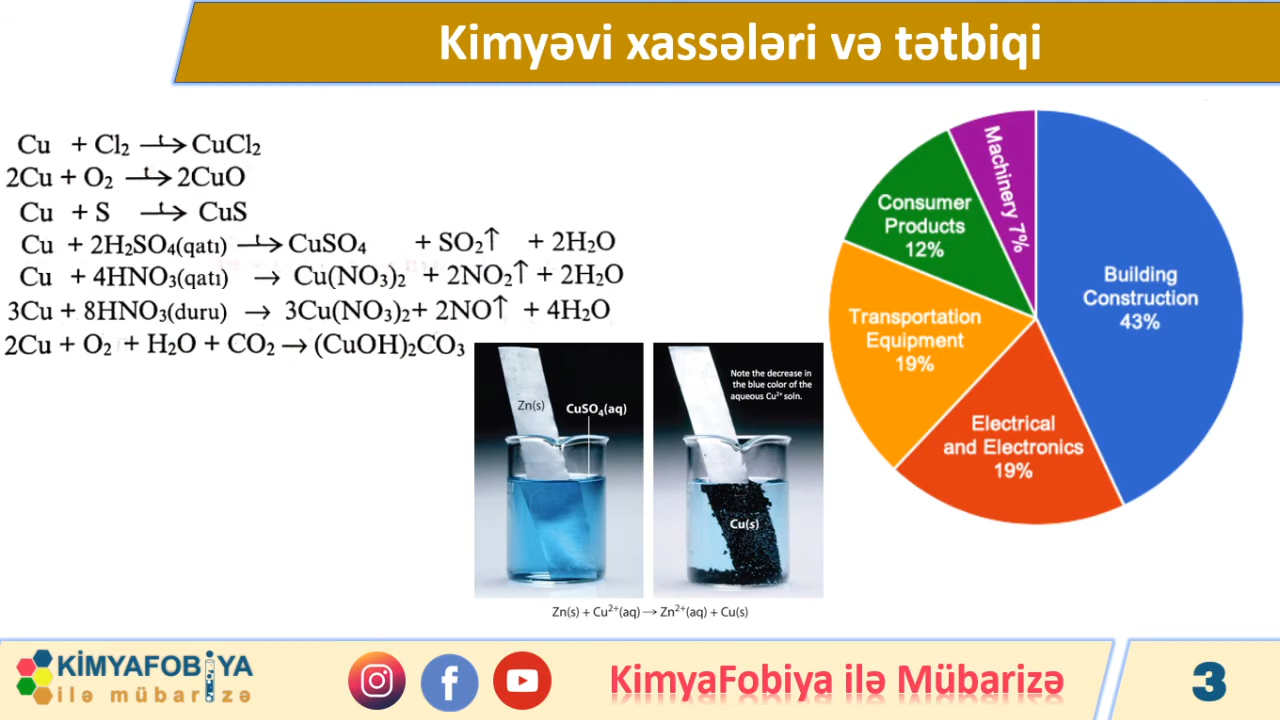 Kimyəvi xassələri və tətbiqi
Cu + Cl₂ —t→ CuCl₂
2Cu + O₂ —t→ 2CuO
Cu + S —t→ CuS
Cu + 2H₂SO₄(qatı) —t→ CuSO₄ + SO₂↑ + 2H₂O
Cu + 4HNO₃(qatı) → Cu(NO₃)₂ + 2NO₂↑ + 2H₂O
3Cu + 8HNO₃(duru) → 3Cu(NO₃)₂+ 2NO↑ + 4H₂O
2Cu + O₂ + H₂O + CO₂ → (CuOH)₂CO₃
Zn(s)
CuSO₄(aq)
Note the decrease in
the blue color of the
aqueous Cu²⁺ soln.
Cu(s)
Zn(s) + Cu²⁺(aq) → Zn²⁺(aq) + Cu(s)
Machinery 7%
Consumer
Products
12%
Building
Construction
43%
Transportation
Equipment
19%
Electrical
and Electronics
19%
KİMYAFOBİYA
ilə mübarizə
KimyaFobiya ilə Mübarizə
3